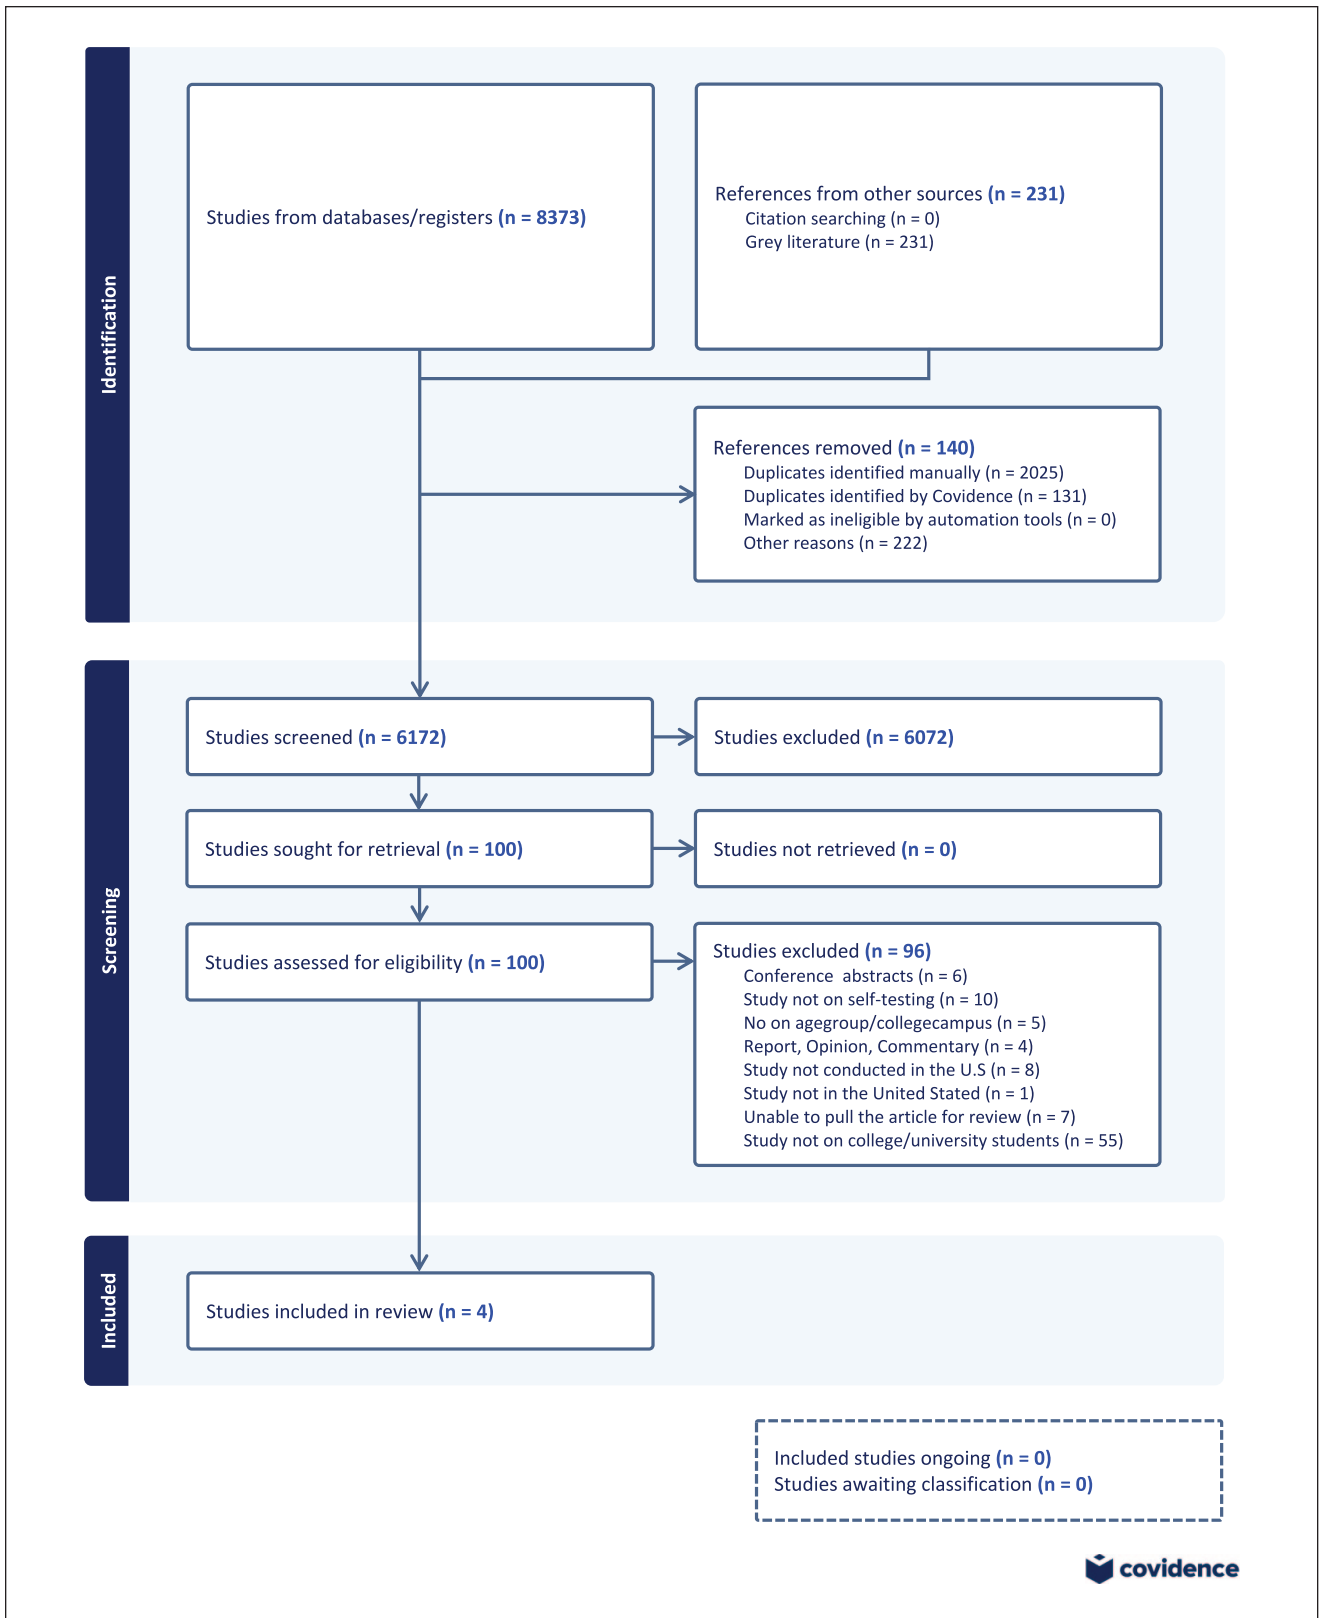 Identification
Studies from databases/registers (n = 8373)
References from other sources (n = 231)
Citation searching (n = 0)
Grey literature (n = 231)
References removed (n = 140)
Duplicates identified manually (n = 2025)
Duplicates identified by Covidence (n = 131)
Marked as ineligible by automation tools (n = 0)
Other reasons (n = 222)
Screening
Studies screened (n = 6172)
Studies excluded (n = 6072)
Studies sought for retrieval (n = 100)
Studies not retrieved (n = 0)
Studies assessed for eligibility (n = 100)
Studies excluded (n = 96)
Conference abstracts (n = 6)
Study not on self-testing (n = 10)
No on agegroup/collegecampus (n = 5)
Report, Opinion, Commentary (n = 4)
Study not conducted in the U.S (n = 8)
Study not in the United Stated (n = 1)
Unable to pull the article for review (n = 7)
Study not on college/university students (n = 55)
Included
Studies included in review (n = 4)
Included studies ongoing (n = 0)
Studies awaiting classification (n = 0)
covidence